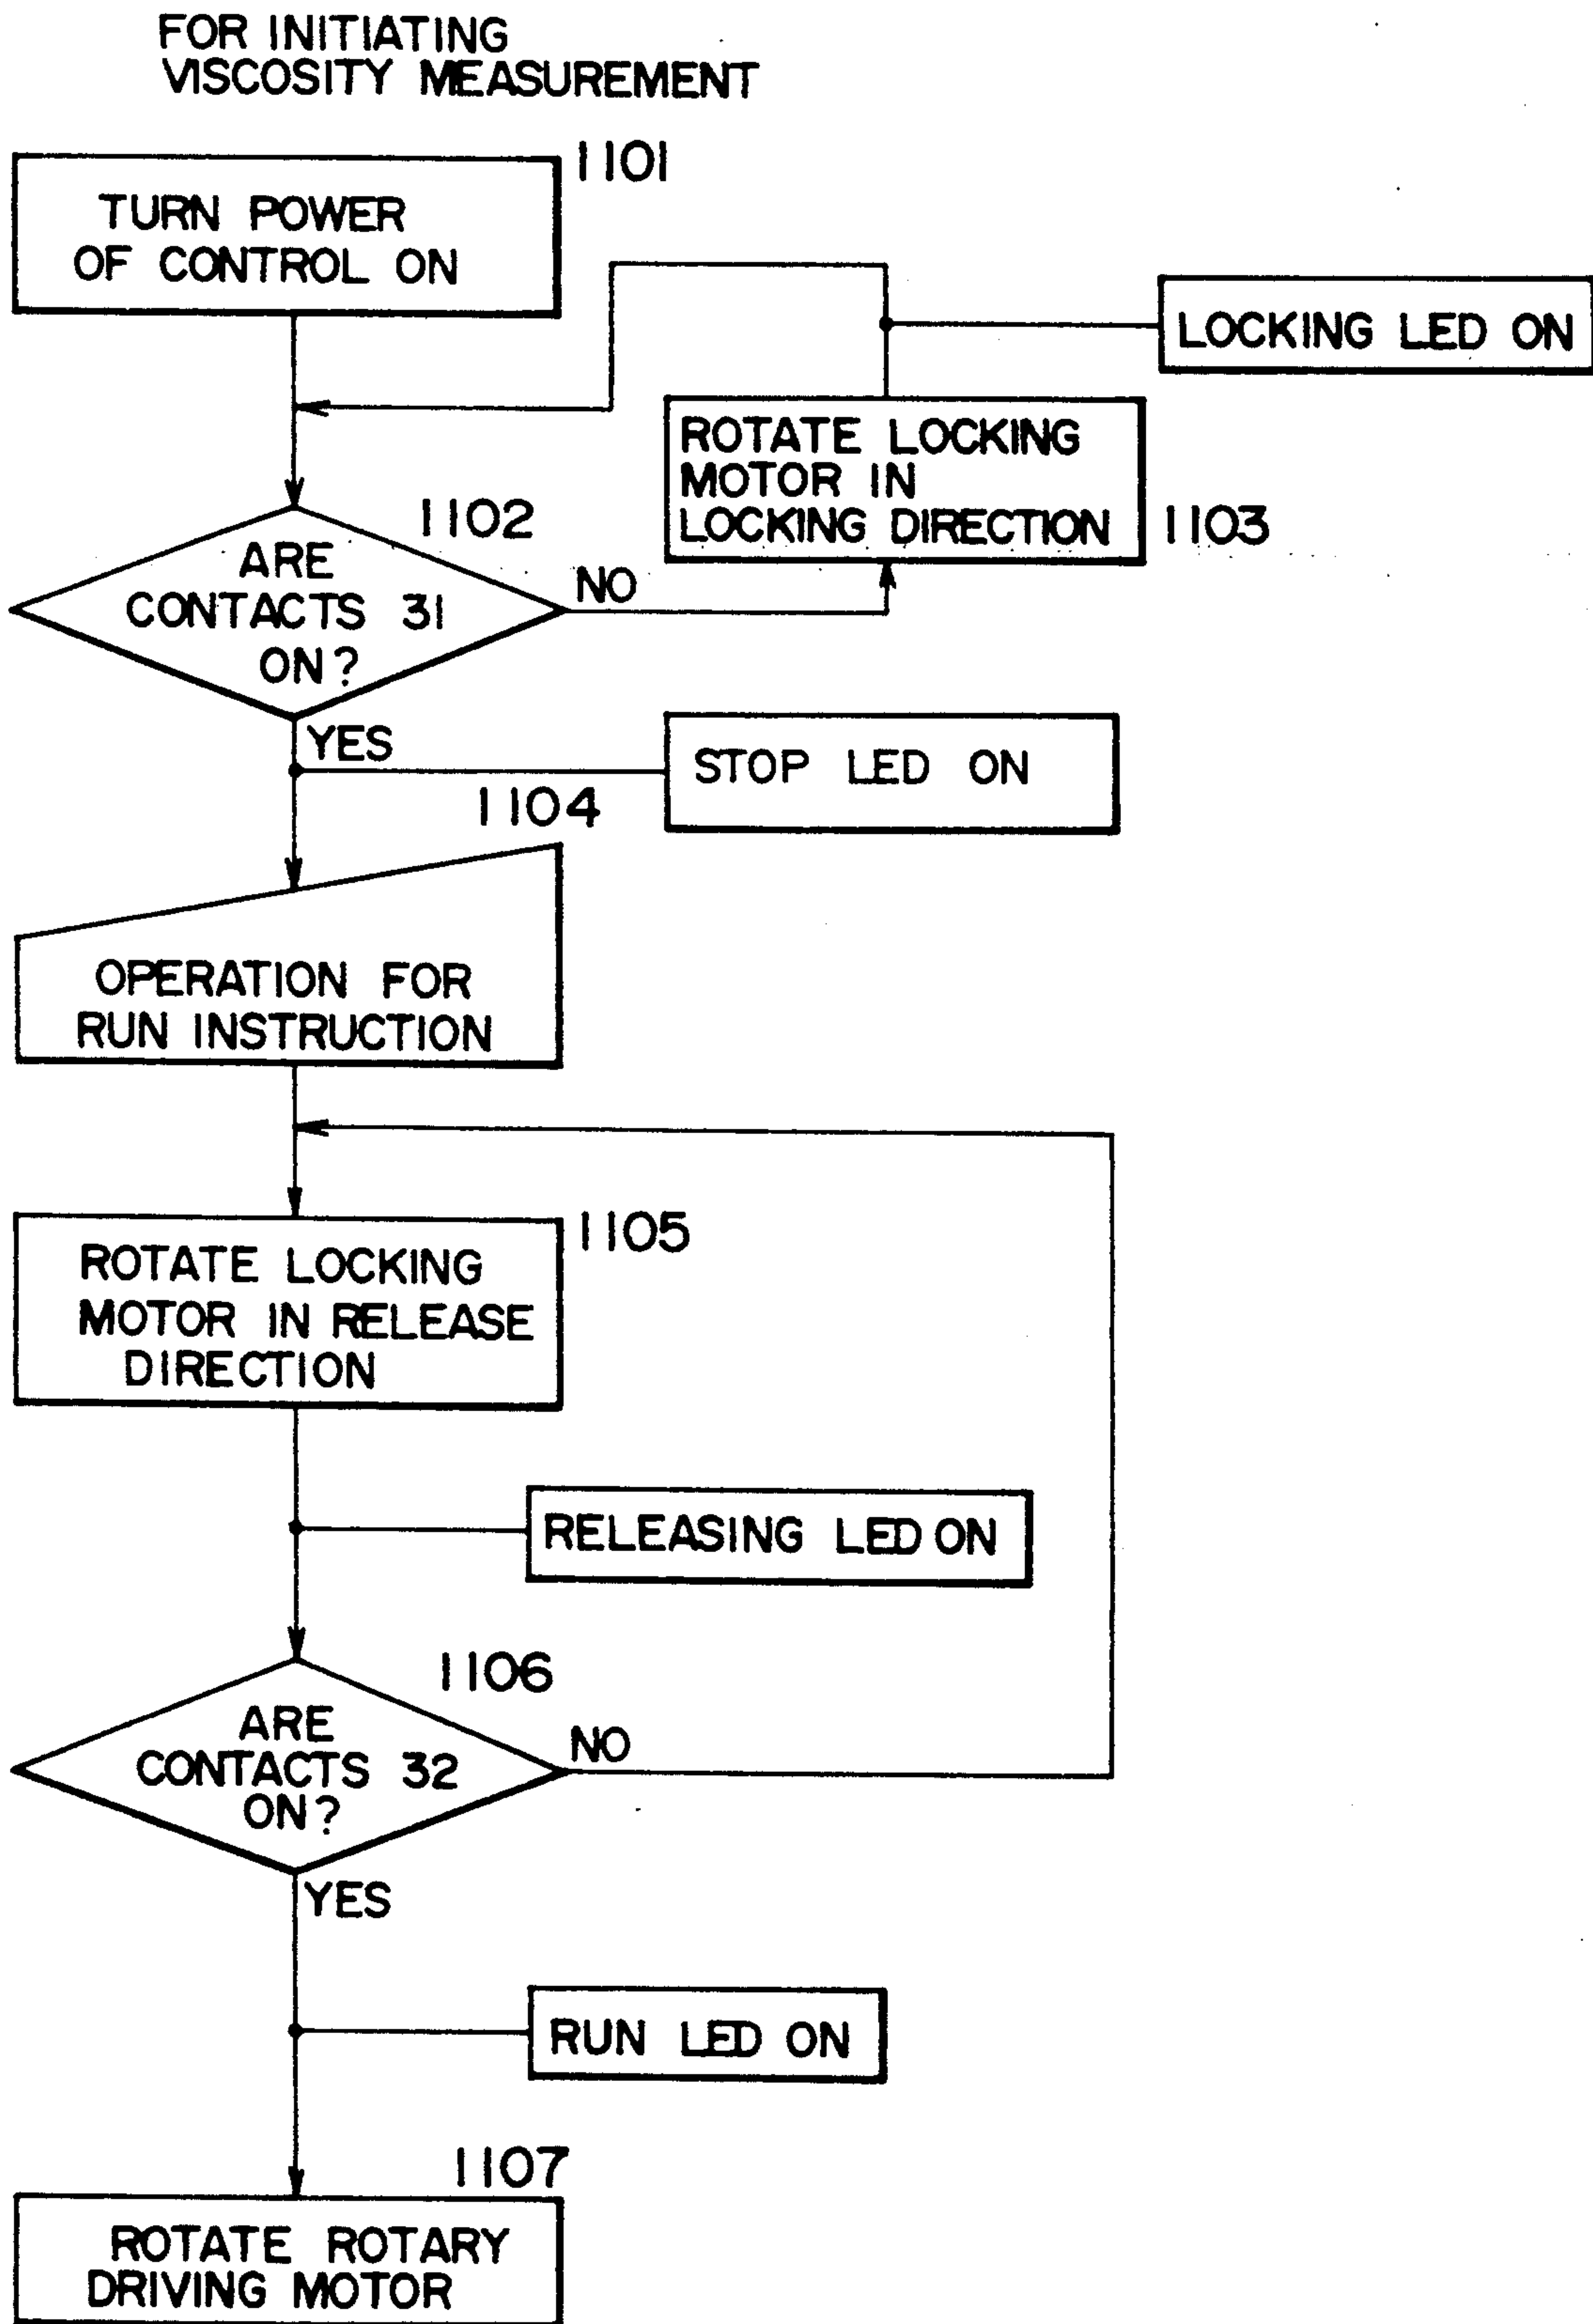 FOR INITIATING
VISCOSITY MEASUREMENT
1101
TURN POWER
OF CONTROL ON
LOCKING LED ON
ROTATE LOCKING
MOTOR IN
LOCKING DIRECTION
1103
1102
ARE
CONTACTS 31
ON?
NO
YES
STOP LED ON
1104
OPERATION FOR
RUN INSTRUCTION
1105
ROTATE LOCKING
MOTOR IN RELEASE
DIRECTION
RELEASING LED ON
1106
ARE
CONTACTS 32
ON?
NO
YES
RUN LED ON
1107
ROTATE ROTARY
DRIVING MOTOR